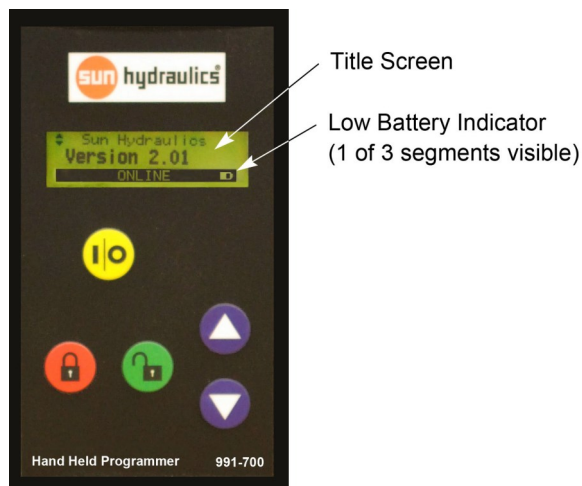 sun hydraulics®
Title Screen
Sun Hydraulics
Version 2.01
ONLINE
Low Battery Indicator
(1 of 3 segments visible)
I|O
Hand Held Programmer 991-700